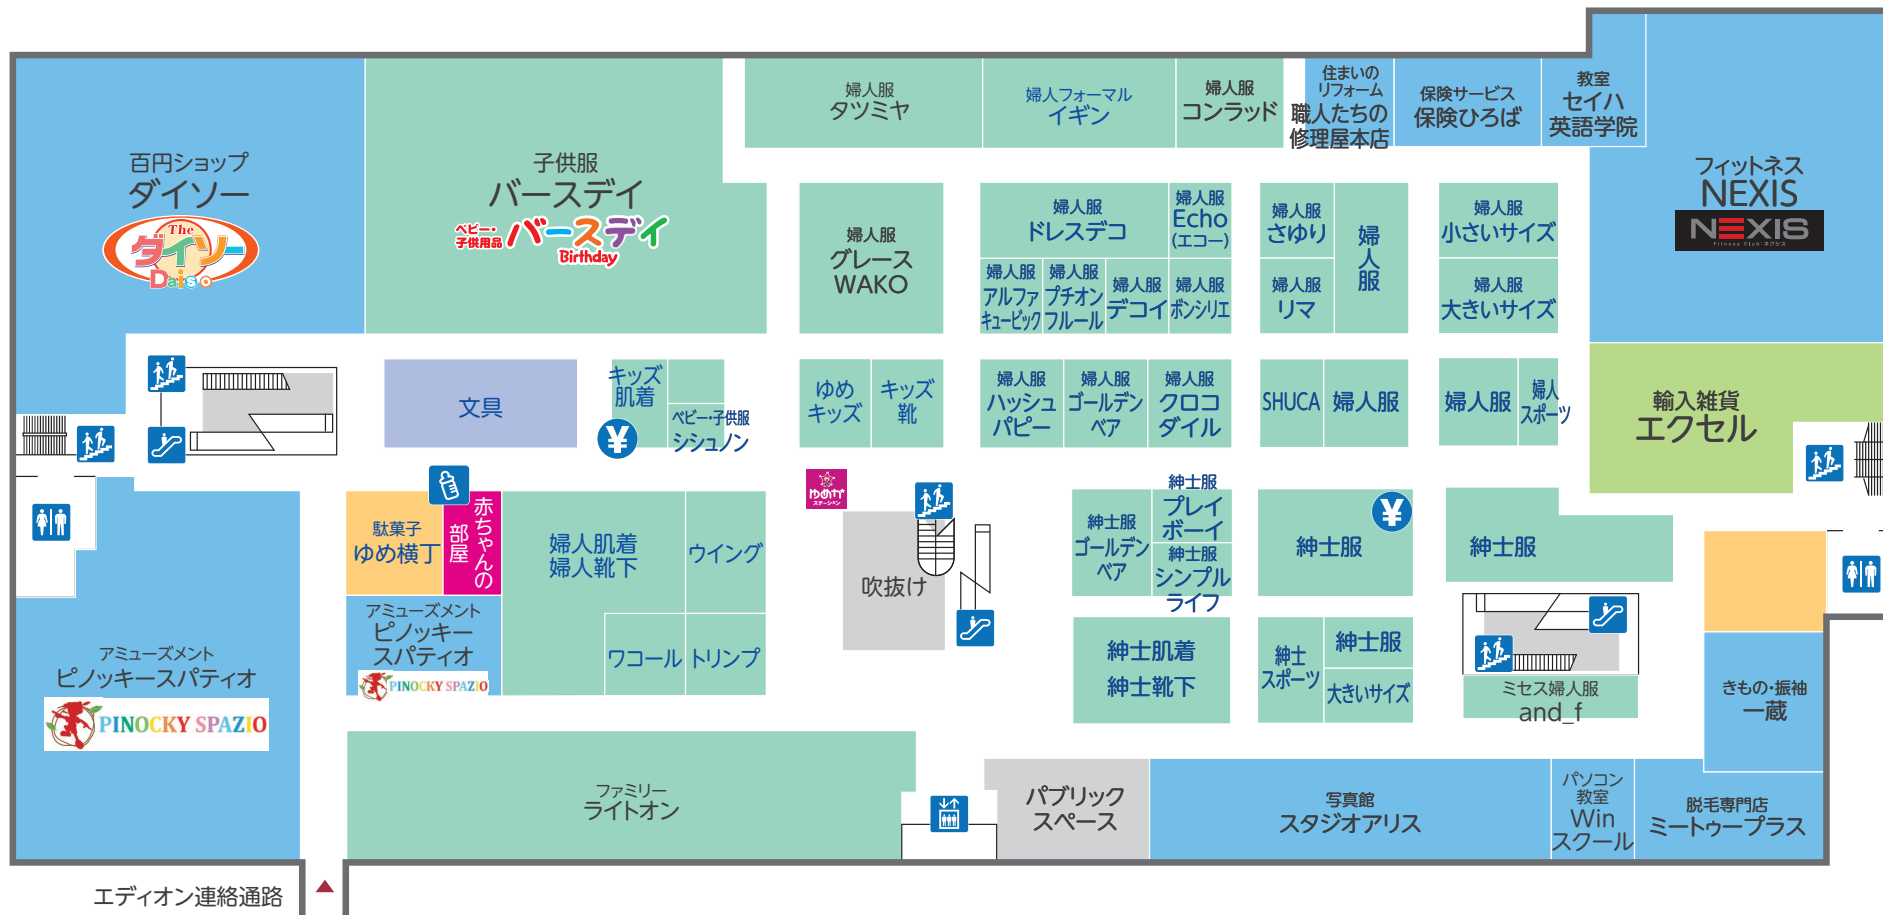 百円ショップ
ダイソー
The
ダイソー
Daiso
子供服
バースデイ
ベビー・
子供用品
バースデイ
Birthday
婦人服
タツミヤ
婦人フォーマル
イギン
婦人服
コンラッド
住まいの
リフォーム
職人たちの
修理屋本店
保険サービス
保険ひろば
教室
セイハ
英語学院
フィットネス
NEXIS
NEXIS
Fitness Club ネクシス
婦人服
グレース
WAKO
婦人服
ドレスデコ
婦人服
Echo
(エコー)
婦人服
アルファ
キュービック
婦人服
プチオン
フルール
婦人服
デコイ
婦人服
ボンシリエ
婦人服
さゆり
婦人服
リマ
婦人服
婦人服
小さいサイズ
婦人服
大きいサイズ
文具
キッズ
肌着
ベビー・子供服
シシュノン
¥
ゆめ
キッズ
キッズ
靴
婦人服
ハッシュ
パピー
婦人服
ゴールデン
ベア
婦人服
クロコ
ダイル
SHUCA
婦人服
婦人服
婦人
スポーツ
輸入雑貨
エクセル
駄菓子
ゆめ横丁
赤ちゃんの
部屋
婦人肌着
婦人靴下
ウイング
ワコール
トリンプ
アミューズメント
ピノッキー
スパティオ
PINOCKY SPAZIO
アミューズメント
ピノッキースパティオ
PINOCKY SPAZIO
ゆめか
ステーション
吹抜け
紳士服
ゴールデン
ベア
紳士服
プレイ
ボーイ
紳士服
シンプル
ライフ
紳士服
¥
紳士服
紳士肌着
紳士靴下
紳士
スポーツ
紳士服
大きいサイズ
ミセス婦人服
and_f
きもの・振袖
一蔵
ファミリー
ライトオン
パブリック
スペース
写真館
スタジオアリス
パソコン
教室
Win
スクール
脱毛専門店
ミートゥープラス
エディオン連絡通路